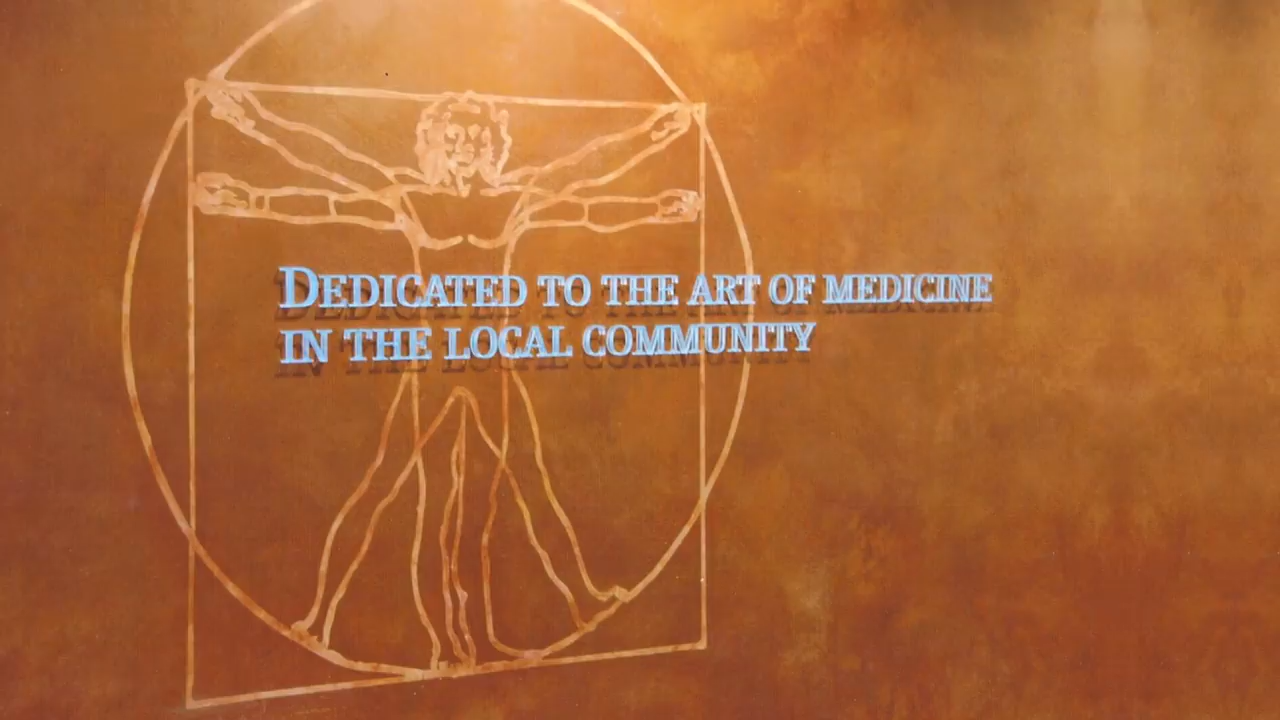 DEDICATED TO THE ART OF MEDICINE
IN THE LOCAL COMMUNITY